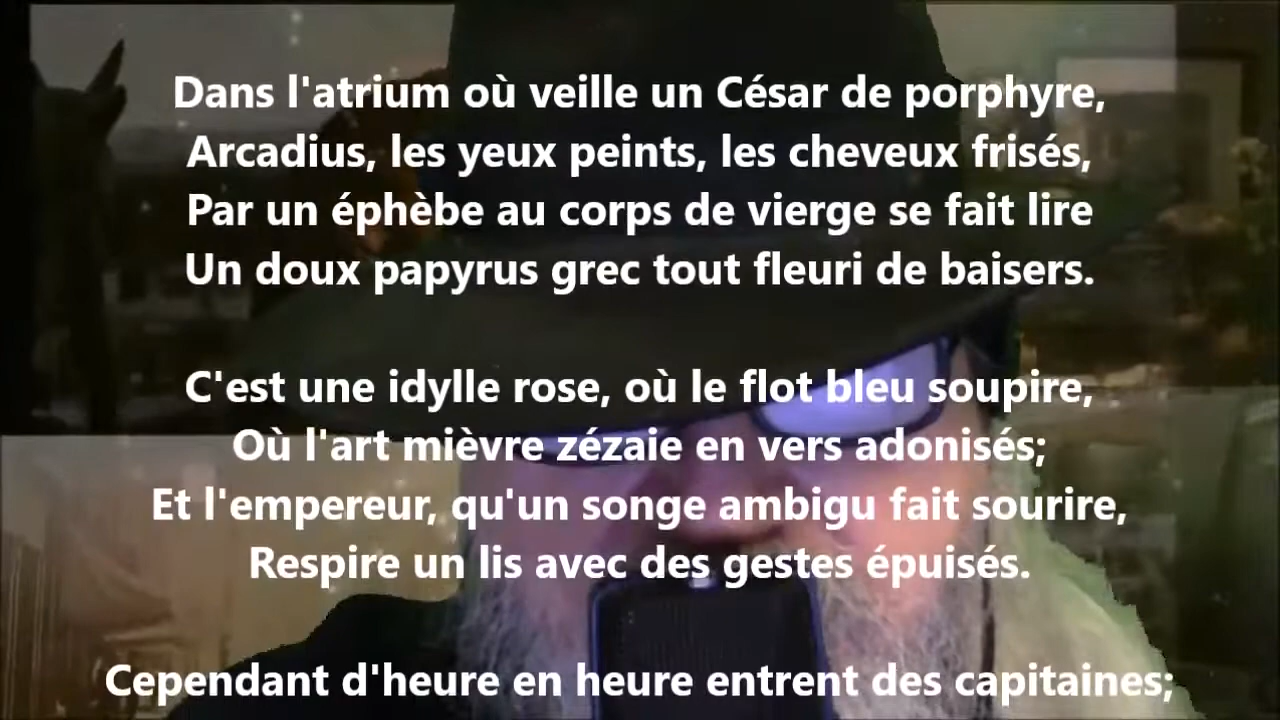 Dans l'atrium où veille un César de porphyre,
Arcadius, les yeux peints, les cheveux frisés,
Par un éphèbe au corps de vierge se fait lire
Un doux papyrus grec tout fleuri de baisers.
C'est une idylle rose, où le flot bleu soupire,
Où l'art mièvre zézaie en vers adonisés;
Et l'empereur, qu'un songe ambigu fait sourire,
Respire un lis avec des gestes épuisés.
Cependant d'heure en heure entrent des capitaines;